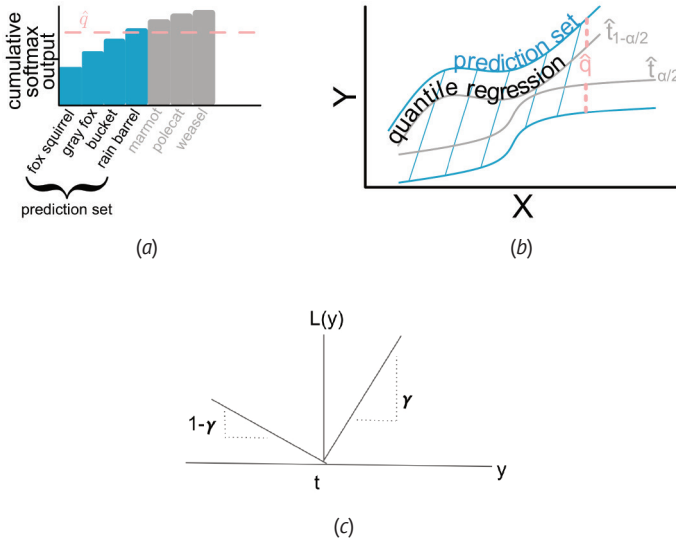 cumulative
softmax
output
q̂
fox squirrel
gray fox
bucket
rain barrel
marmot
polecat
weasel
prediction set
(a)
Y
prediction set
quantile regression
t̂1-α/2
q̂
t̂α/2
X
(b)
L(y)
1-γ
γ
t
y
(c)